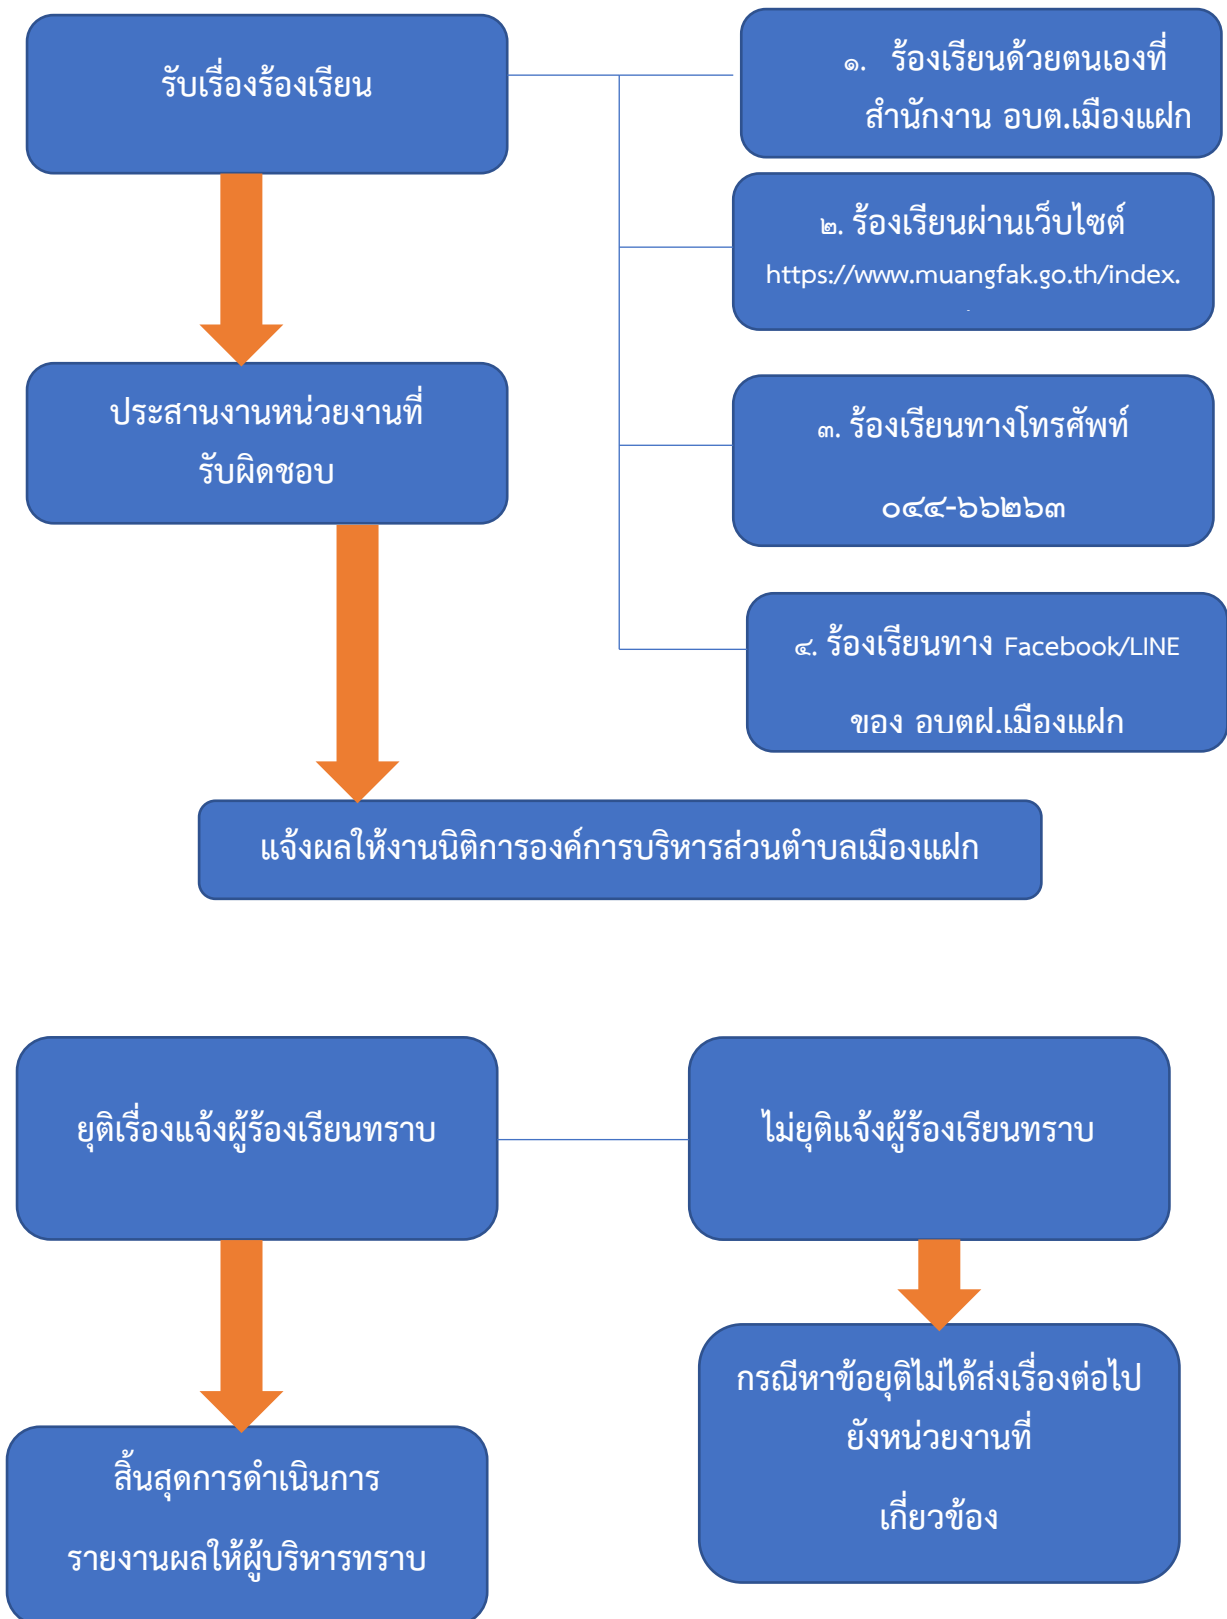 รับเรื่องร้องเรียน
๑. ร้องเรียนด้วยตนเองที่
สำนักงาน อบต.เมืองแฝก
๒. ร้องเรียนผ่านเว็บไซต์
https://www.muangfak.go.th/index.
ประสานงานหน่วยงานที่
รับผิดชอบ
๓. ร้องเรียนทางโทรศัพท์
๐๔๔-๖๖๒๖๓
๔. ร้องเรียนทาง Facebook/LINE
ของ อบตฝ.เมืองแฝก
แจ้งผลให้งานนิติการองค์การบริหารส่วนตำบลเมืองแฝก
ยุติเรื่องแจ้งผู้ร้องเรียนทราบ
ไม่ยุติแจ้งผู้ร้องเรียนทราบ
สิ้นสุดการดำเนินการ
รายงานผลให้ผู้บริหารทราบ
กรณีหาข้อยุติไม่ได้ส่งเรื่องต่อไป
ยังหน่วยงานที่
เกี่ยวข้อง